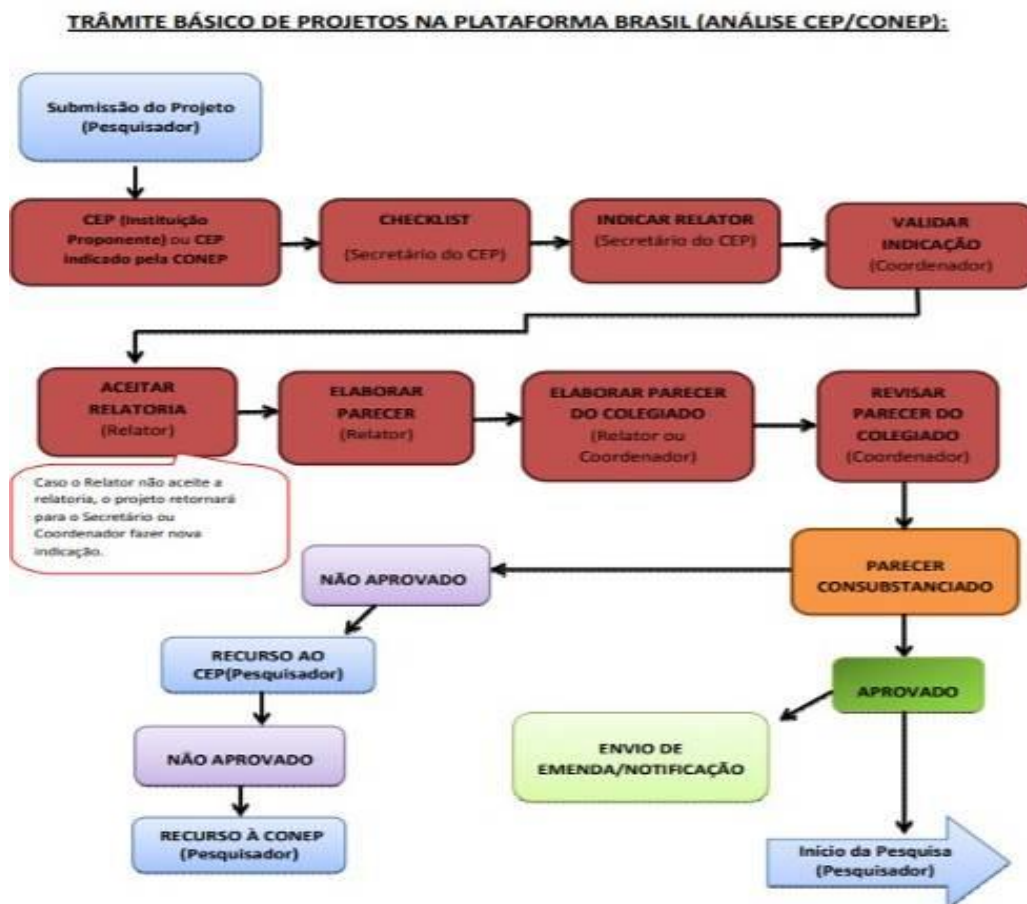 TRÂMITE BÁSICO DE PROJETOS NA PLATAFORMA BRASIL (ANÁLISE CEP/CONEP):
Submissão do Projeto
(Pesquisador)
CEP (Instituição
Proponente) ou CEP
indicado pela CONEP
CHECKLIST
(Secretário do CEP)
INDICAR RELATOR
(Secretário do CEP)
VALIDAR
INDICAÇÃO
(Coordenador)
ACEITAR
RELATORIA
(Relator)
ELABORAR
PARECER
(Relator)
ELABORAR PARECER
DO COLEGIADO
(Relator ou
Coordenador)
REVISAR
PARECER DO
COLEGIADO
(Coordenador)
Caso o Relator não aceite a
relatoria, o projeto retornará
para o Secretário ou
Coordenador fazer nova
indicação.
NÃO APROVADO
PARECER
CONSUBSTANCIADO
RECURSO AO
CEP(Pesquisador)
APROVADO
NÃO APROVADO
ENVIO DE
EMENDA/NOTIFICAÇÃO
RECURSO À CONEP
(Pesquisador)
Início da Pesquisa
(Pesquisador)